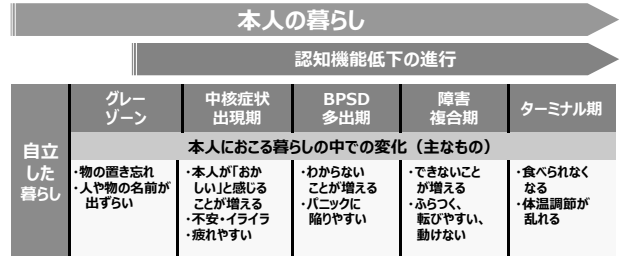 本人の暮らし
認知機能低下の進行
自立
した
暮らし
グレー
ゾーン
中核症状
出現期
BPSD
多出期
障害
複合期
ターミナル期
本人におこる暮らしの中での変化（主なもの）
・物の置き忘れ
・人や物の名前が
出ずらい
・本人が｢おか
しい｣と感じる
ことが増える
・不安・イライラ
・疲れやすい
・わからない
ことが増える
・パニックに
陥りやすい
・できないこと
が増える
・ふらつく、
転びやすい、
動けない
・食べられなく
なる
・体温調節が
乱れる